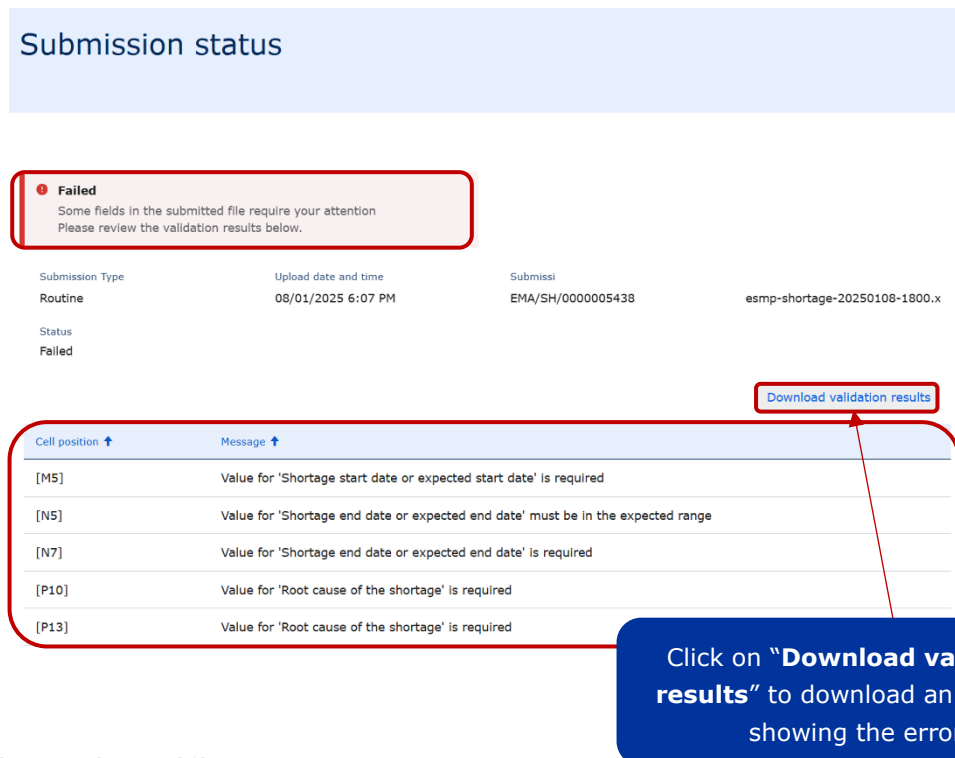 Submission status
Failed
Some fields in the submitted file require your attention
Please review the validation results below.
Submission Type
Upload date and time
Submissi
Routine
08/01/2025 6:07 PM
EMA/SH/0000005438
esmp-shortage-20250108-1800.x
Status
Failed
Download validation results
Cell position ↑ Message ↑
[M5] Value for 'Shortage start date or expected start date' is required
[N5] Value for 'Shortage end date or expected end date' must be in the expected range
[N7] Value for 'Shortage end date or expected end date' is required
[P10] Value for 'Root cause of the shortage' is required
[P13] Value for 'Root cause of the shortage' is required
Click on “Download va
results” to download an
showing the erro